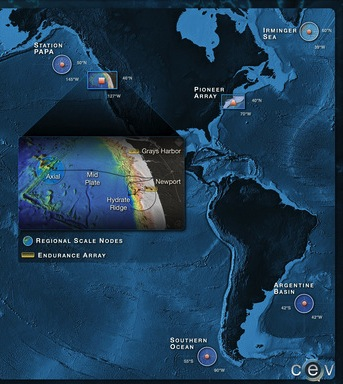 Irminger
Sea
60°N
39°W
Station
PAPA
50°N
145°W
46°N
127°W
Pioneer
Array
40°N
70°W
Grays Harbor
Axial
Mid
Plate
Newport
Hydrate
Ridge
Regional Scale Nodes
Endurance Array
Argentine
Basin
42°S
42°W
Southern
Ocean
55°S
90°W
cev